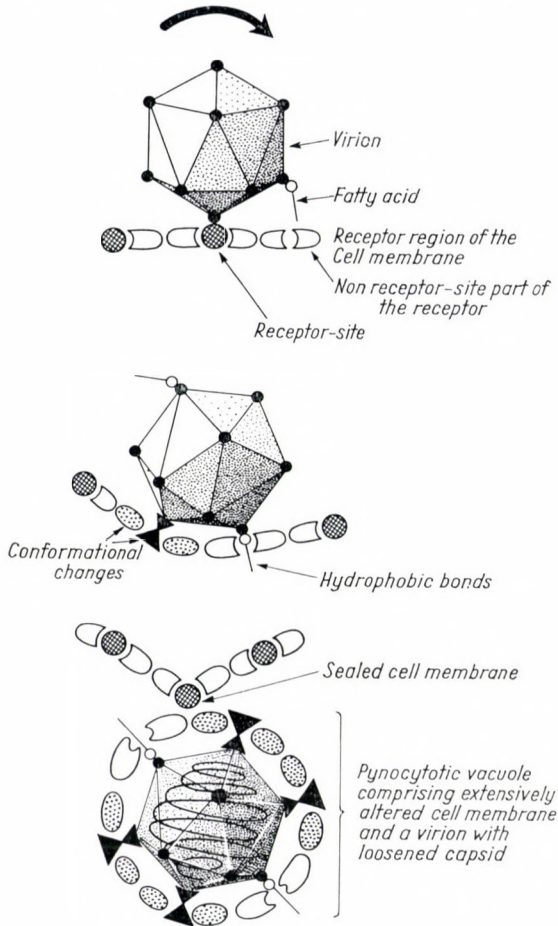 Virion
Fatty acid
Receptor region of the
Cell membrane
Non receptor-site part of
the receptor
Receptor-site
Conformational
changes
Hydrophobic bonds
Sealed cell membrane
Pynocytotic vacuole
comprising extensively
altered cell membrane
and a virion with
loosened capsid